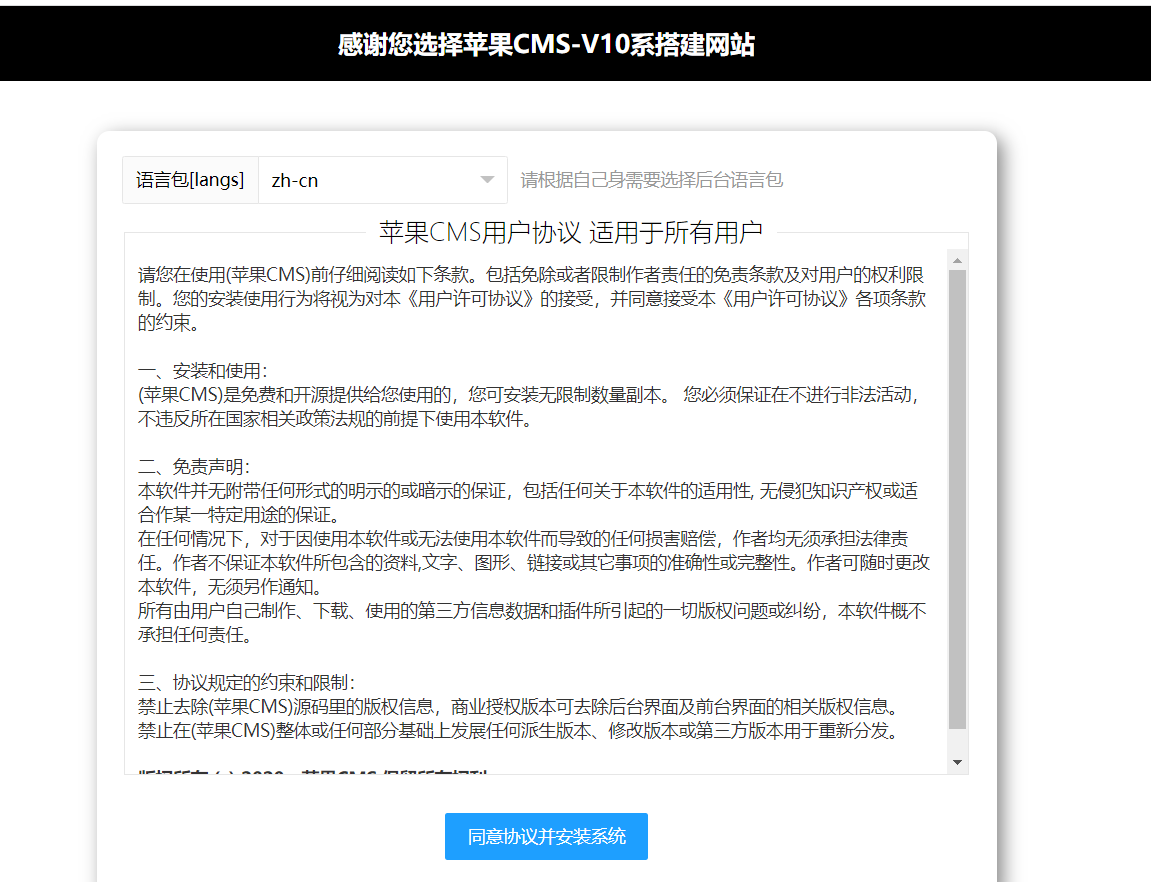 感谢您选择苹果CMS-V10系搭建网站
语言包[langs] zh-cn 请根据自己身需要选择后台语言包
苹果CMS用户协议 适用于所有用户
请您在使用(苹果CMS)前仔细阅读如下条款。包括免除或者限制作者责任的免责条款及对用户的权利限
制。您的安装使用行为将视为对本《用户许可协议》的接受，并同意接受本《用户许可协议》各项条款
的约束。
一、安装和使用：
(苹果CMS)是免费和开源提供给您使用的，您可安装无限制数量副本。 您必须保证在不进行非法活动，
不违反所在国家相关政策法规的前提下使用本软件。
二、免责声明：
本软件并无附带任何形式的明示的或暗示的保证，包括任何关于本软件的适用性, 无侵犯知识产权或适
合作某一特定用途的保证。
在任何情况下，对于因使用本软件或无法使用本软件而导致的任何损害赔偿，作者均无须承担法律责
任。作者不保证本软件所包含的资料,文字、图形、链接或其它事项的准确性或完整性。作者可随时更改
本软件，无须另作通知。
所有由用户自己制作、下载、使用的第三方信息数据和插件所引起的一切版权问题或纠纷，本软件概不
承担任何责任。
三、协议规定的约束和限制：
禁止去除(苹果CMS)源码里的版权信息，商业授权版本可去除后台界面及前台界面的相关版权信息。
禁止在(苹果CMS)整体或任何部分基础上发展任何派生版本、修改版本或第三方版本用于重新分发。
版权所有 (c) 2020，苹果CMS 保留所有权利
同意协议并安装系统